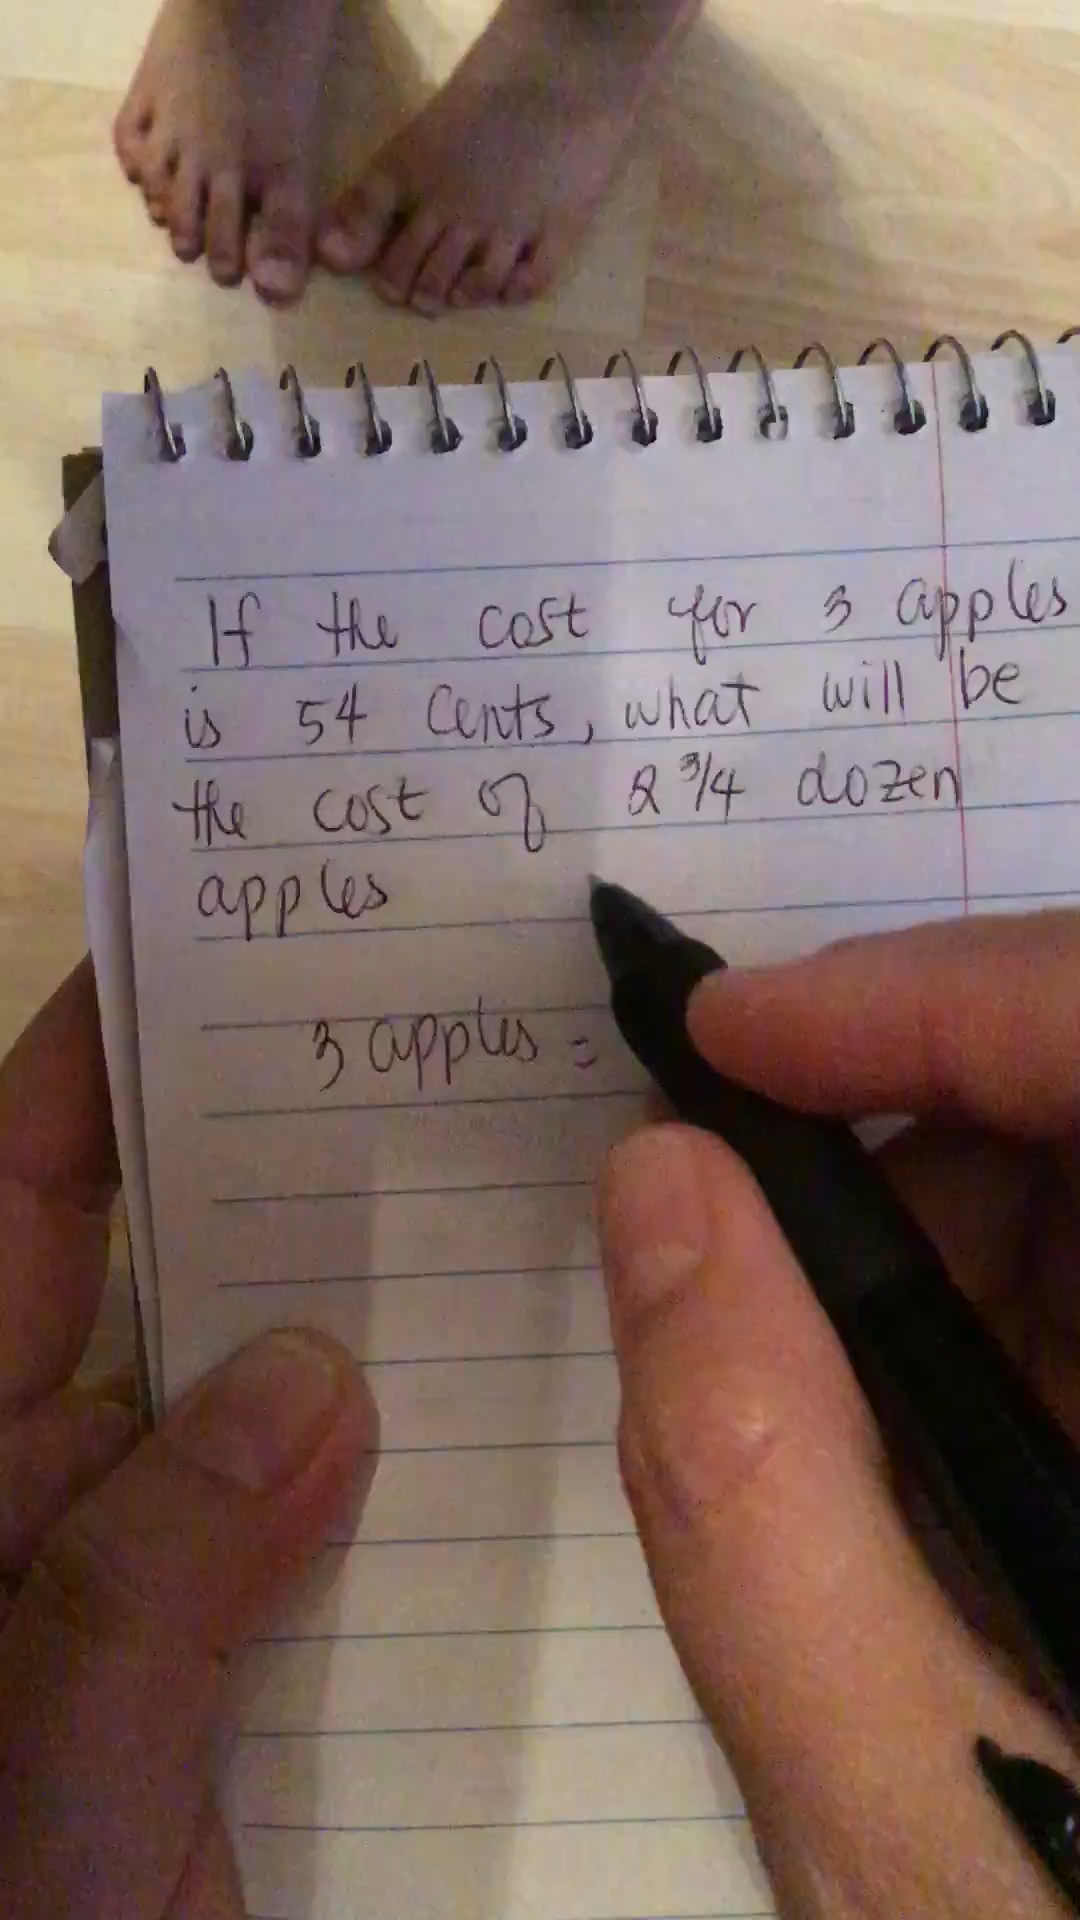 If the cost for 3 apples
is 54 cents, what will be
the cost of 2 3/4 dozen
apples
3 apples =